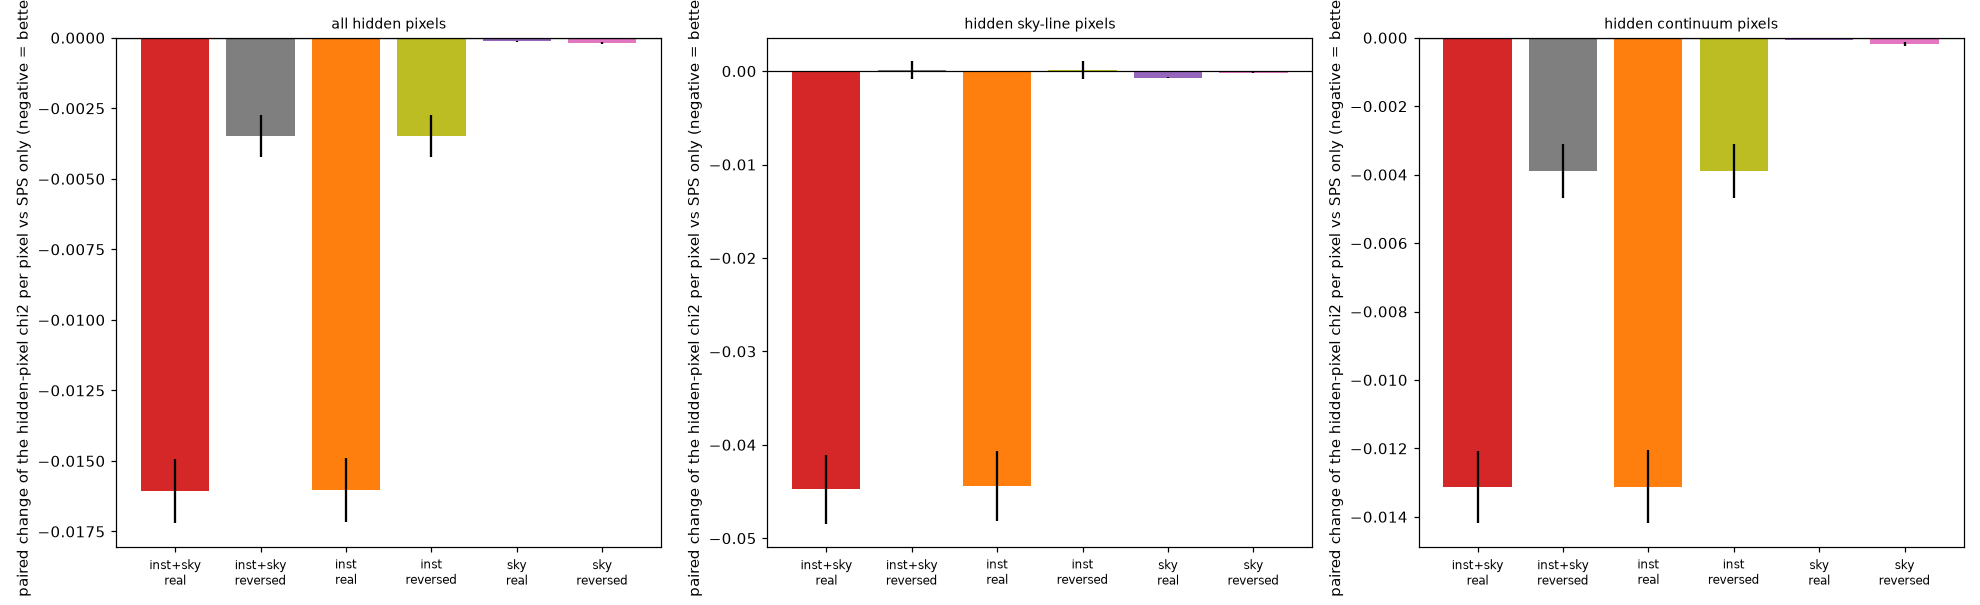 all hidden pixels
paired change of the hidden-pixel chi2 per pixel vs SPS only (negative = bette
0.0000
−0.0025
−0.0050
−0.0075
−0.0100
−0.0125
−0.0150
−0.0175
inst+sky
real
inst+sky
reversed
inst
real
inst
reversed
sky
real
sky
reversed
hidden sky-line pixels
paired change of the hidden-pixel chi2 per pixel vs SPS only (negative = bette
0.00
−0.01
−0.02
−0.03
−0.04
−0.05
inst+sky
real
inst+sky
reversed
inst
real
inst
reversed
sky
real
sky
reversed
hidden continuum pixels
paired change of the hidden-pixel chi2 per pixel vs SPS only (negative = bette
0.000
−0.002
−0.004
−0.006
−0.008
−0.010
−0.012
−0.014
inst+sky
real
inst+sky
reversed
inst
real
inst
reversed
sky
real
sky
reversed